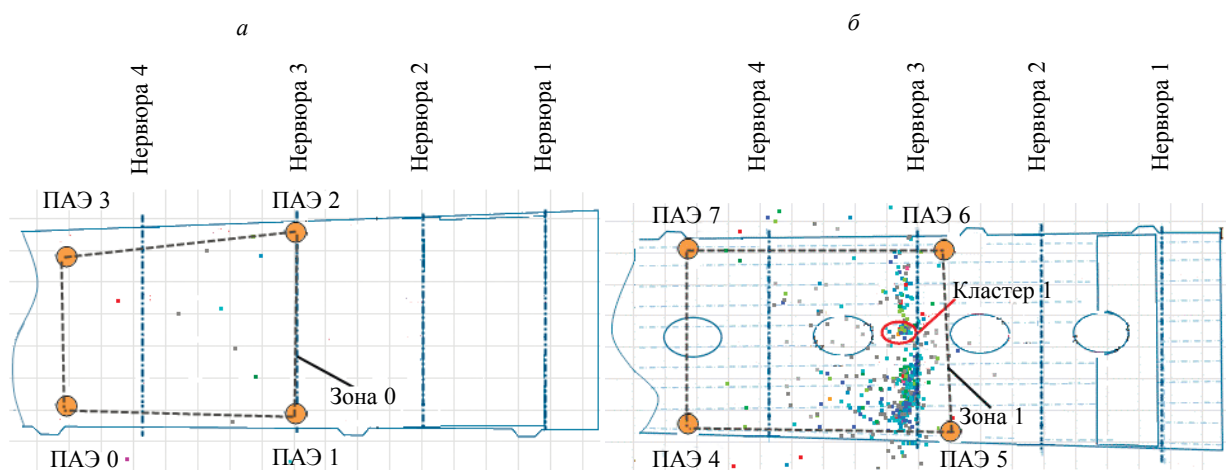 а
б
Нервюра 4
Нервюра 3
Нервюра 2
Нервюра 1
Нервюра 4
Нервюра 3
Нервюра 2
Нервюра 1
ПАЭ 3
ПАЭ 2
ПАЭ 7
ПАЭ 6
Кластер 1
Зона 0
Зона 1
ПАЭ 0
ПАЭ 1
ПАЭ 4
ПАЭ 5